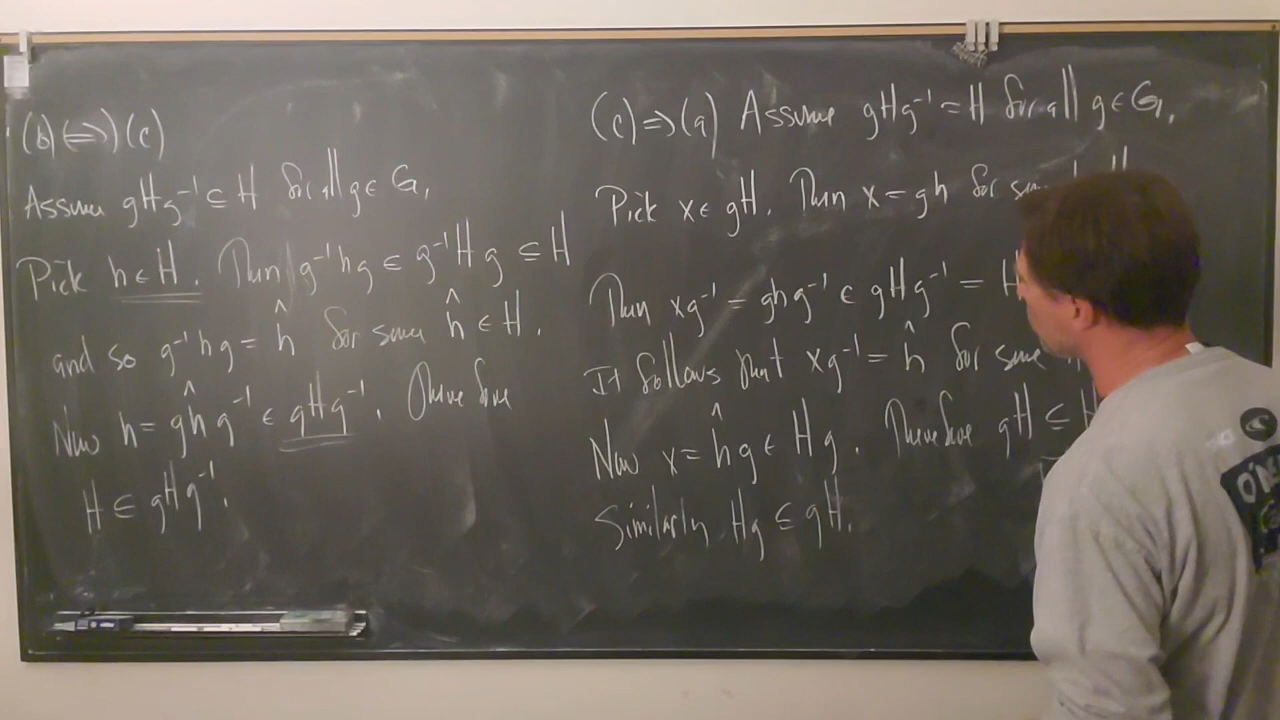 (b)(⇒)(c)
Assume gHg⁻¹ ⊆ H for all g ∈ G.
Pick h ∈ H. Then g⁻¹hg ∈ g⁻¹Hg ⊆ H
and so g⁻¹hg = ĥ for some ĥ ∈ H.
Now h = gĥg⁻¹ ∈ gHg⁻¹. Therefore
H ⊆ gHg⁻¹.
(c)⇒(a) Assume gHg⁻¹ = H for all g ∈ G.
Pick x ∈ gH. Then x = gh for
Then xg⁻¹ = ghg⁻¹ ∈ gHg⁻¹ = H
It follows that xg⁻¹ = ĥ for some
Now x = ĥg ∈ Hg. Therefore gH ⊆
Similarly Hg ⊆ gH.